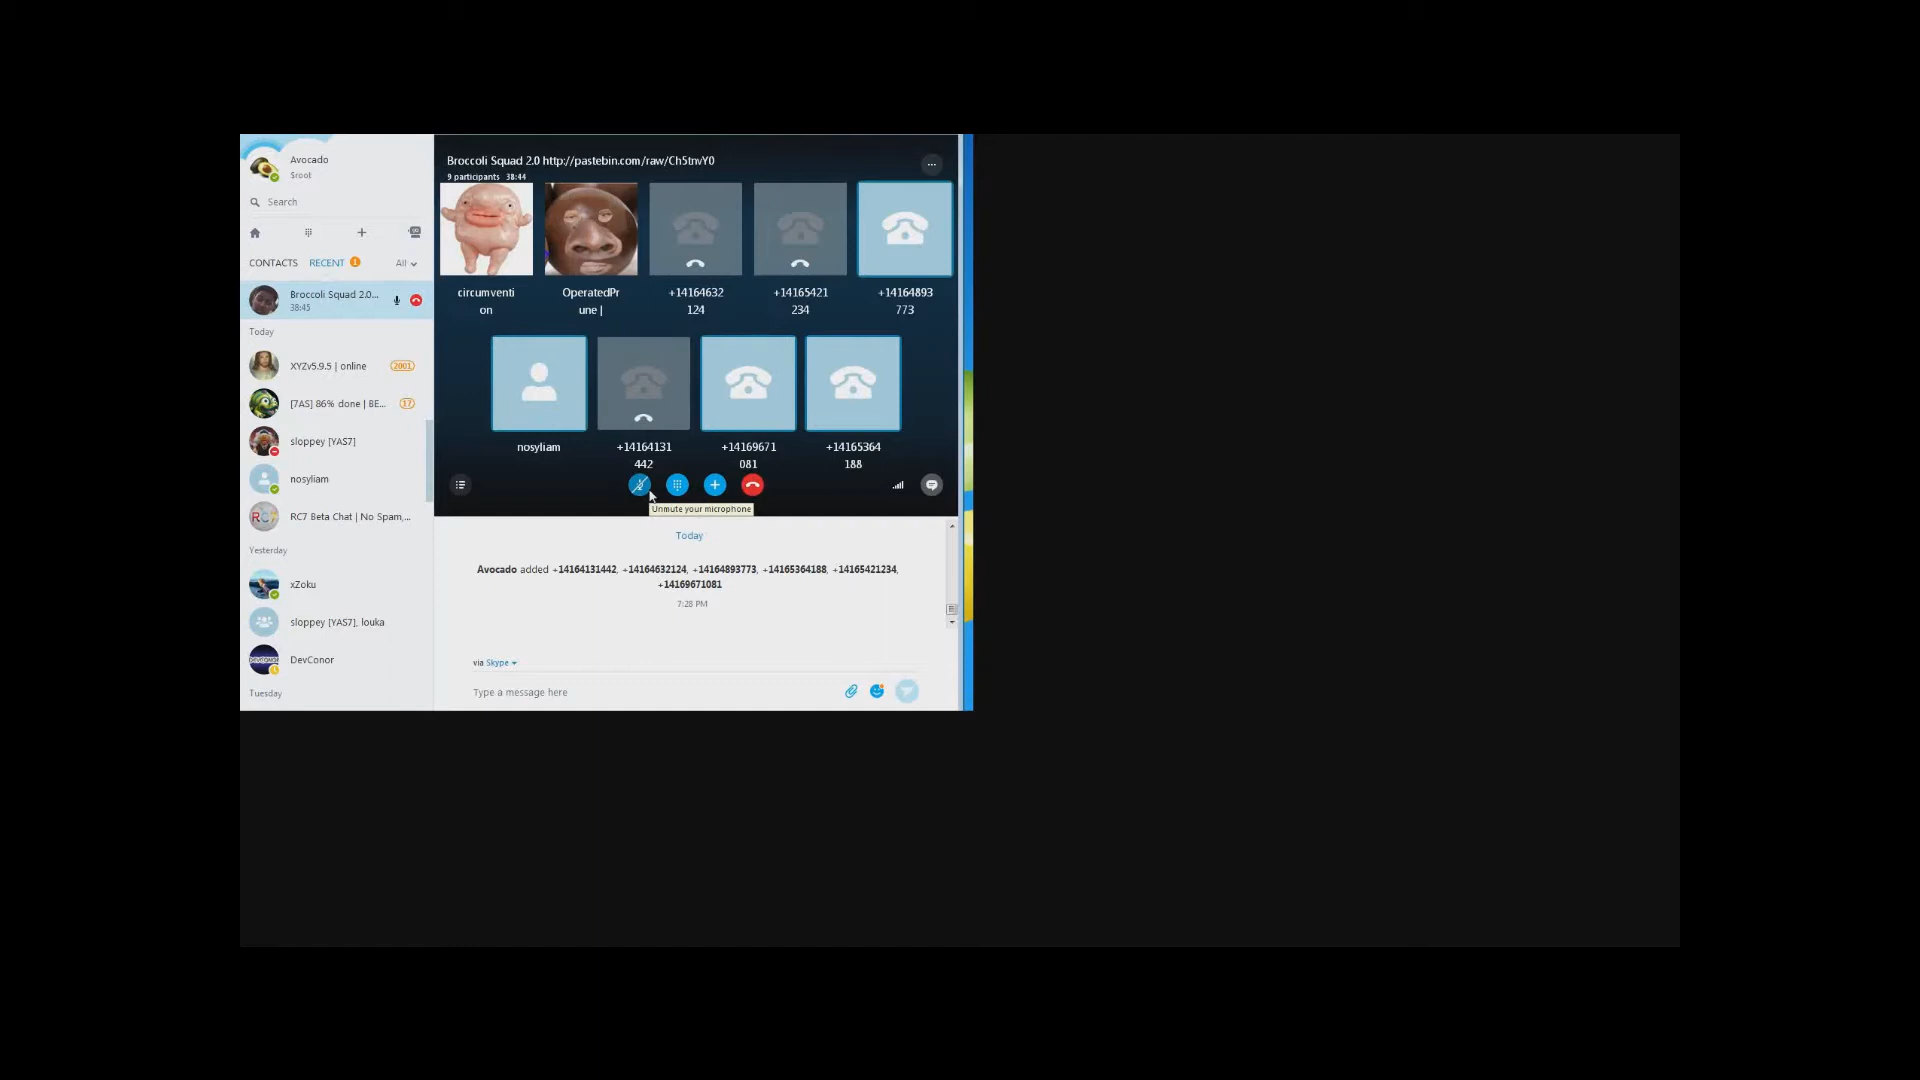 Avocado
$root
Search
CONTACTS RECENT 1 All
Broccoli Squad 2.0...
38:45
Today
XYZv5.9.5 | online 2001
[7AS] 86% done | BE... 17
sloppey [YAS7]
nosyliam
RC7 RC7 Beta Chat | No Spam,...
Yesterday
xZoku
sloppey [YAS7], louka
DEVCONOR DevConor
Tuesday
Broccoli Squad 2.0 http://pastebin.com/raw/Ch5tnvY0
9 participants 38:44
circumventi
on
OperatedPr
une |
+14164632
124
+14165421
234
+14164893
773
nosyliam
+14164131
442
+14169671
081
+14165364
188
Unmute your microphone
Today
Avocado added +14164131442, +14164632124, +14164893773, +14165364188, +14165421234,
+14169671081
7:28 PM
via Skype
Type a message here